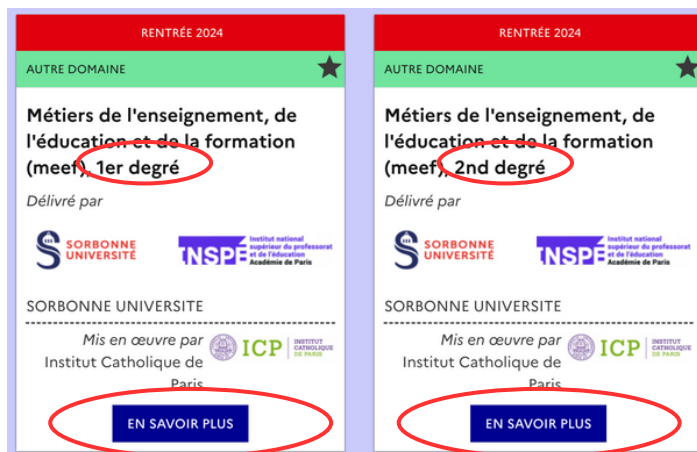 RENTRÉE 2024
AUTRE DOMAINE
Métiers de l'enseignement, de
l'éducation et de la formation
(meef), 1er degré
Délivré par
SORBONNE
UNIVERSITÉ
INSPÉ
Institut national
supérieur du professorat
et de l'éducation
Académie de Paris
SORBONNE UNIVERSITE
Mis en œuvre par
ICP
INSTITUT
CATHOLIQUE
DE PARIS
Institut Catholique de
Paris
EN SAVOIR PLUS
RENTRÉE 2024
AUTRE DOMAINE
Métiers de l'enseignement, de
l'éducation et de la formation
(meef), 2nd degré
Délivré par
SORBONNE
UNIVERSITÉ
INSPÉ
Institut national
supérieur du professorat
et de l'éducation
Académie de Paris
SORBONNE UNIVERSITE
Mis en œuvre par
ICP
INSTITUT
CATHOLIQUE
DE PARIS
Institut Catholique de
Paris
EN SAVOIR PLUS